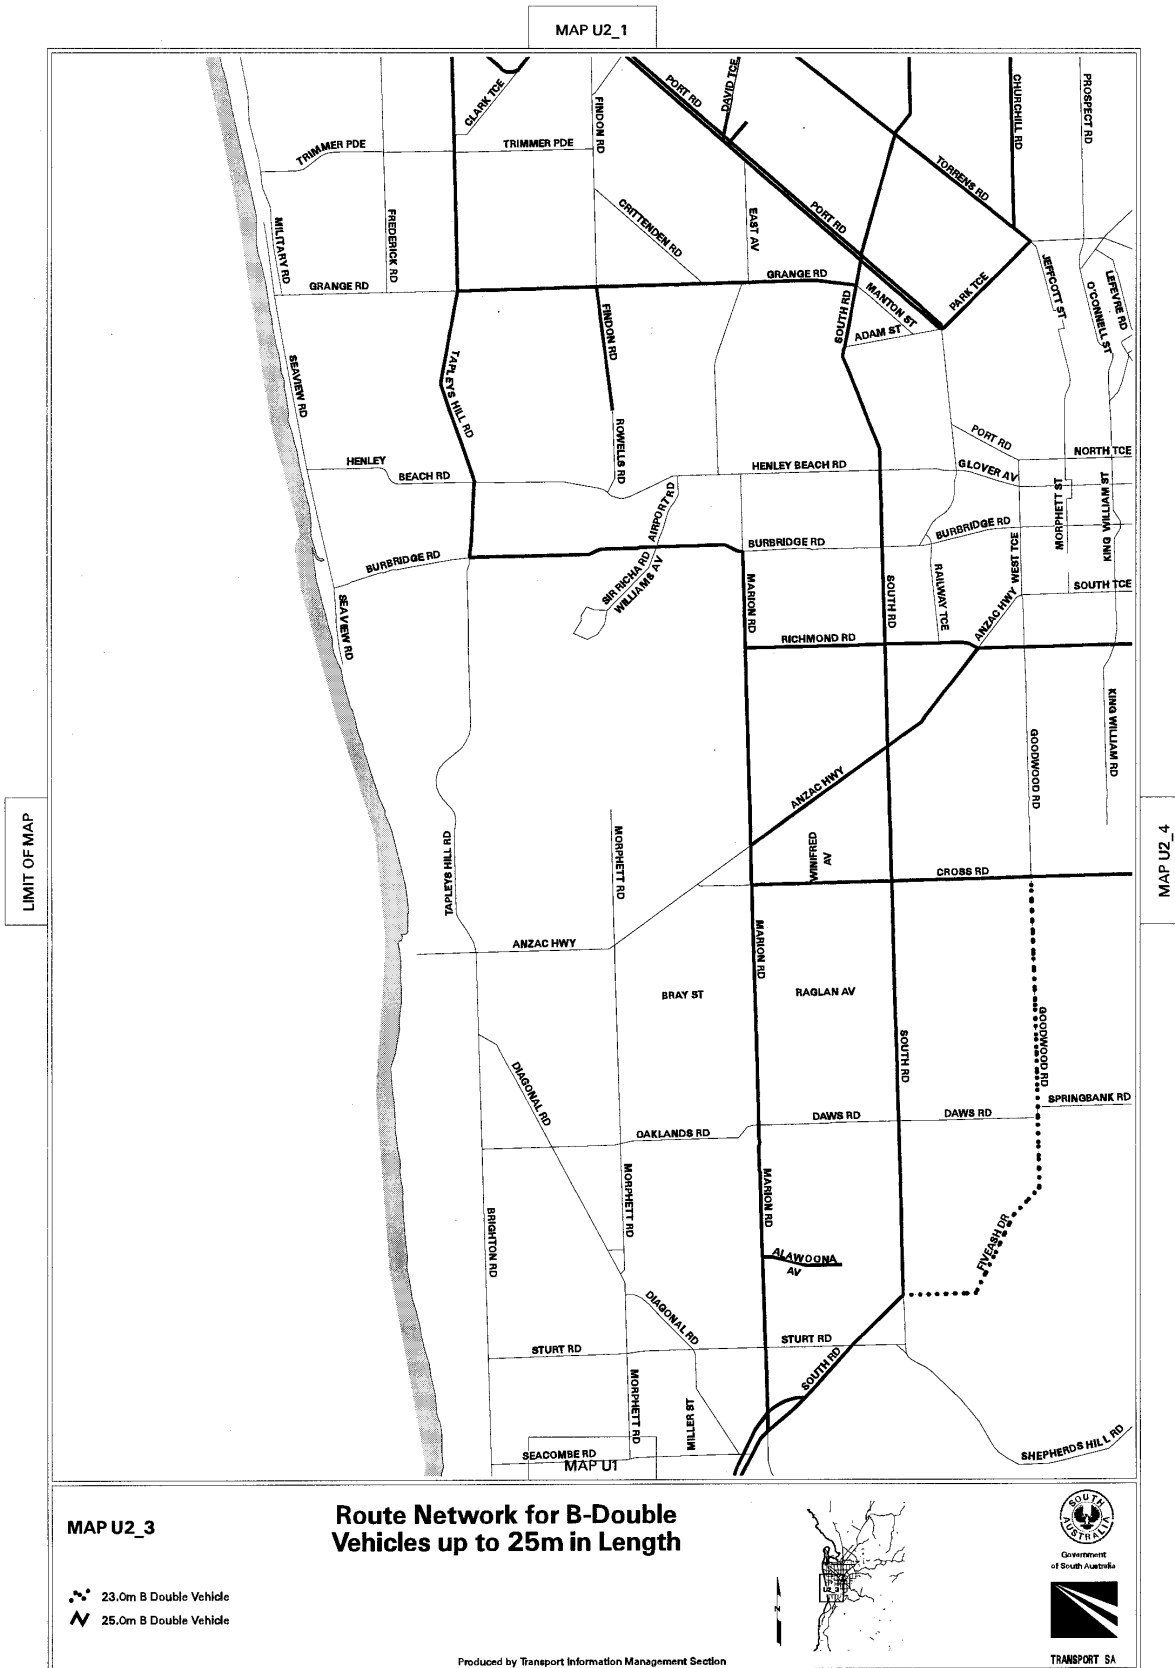 MAP U2_1
PORT RD
DAVID TCE
CLARK TCE
FINDON RD
CHURCHILL RD
PROSPECT RD
TRIMMER PDE
TRIMMER PDE
TORRENS RD
MILITARY RD
FREDERICK RD
CRITTENDEN RD
EAST AV
PORT RD
GRANGE RD
GRANGE RD
MANTON ST
PARK TCE
JEFFCOTT ST
LEFEVRE RD
O'CONNELL ST
SOUTH RD
ADAM ST
FINDON RD
SEAVIEW RD
TAPLEYS HILL RD
ROWELLS RD
PORT RD
NORTH TCE
HENLEY
BEACH RD
HENLEY BEACH RD
GLOVER AV
AIRPORT RD
MORPHETT ST
KING WILLIAM ST
BURBRIDGE RD
BURBRIDGE RD
BURBRIDGE RD
WEST TCE
SIR RICHA RD
WILLIAMS AV
SEAVIEW RD
MARION RD
SOUTH RD
RAILWAY TCE
ANZAC HWY
SOUTH TCE
RICHMOND RD
KING WILLIAM RD
GOODWOOD RD
ANZAC HWY
LIMIT OF MAP
MAP U2_4
TAPLEYS HILL RD
MORPHETT RD
WINIFRED
AV
CROSS RD
ANZAC HWY
MARION RD
BRAY ST
RAGLAN AV
SOUTH RD
GOODWOOD RD
DIAGONAL RD
SPRINGBANK RD
OAKLANDS RD
DAWS RD
DAWS RD
BRIGHTON RD
MORPHETT RD
MARION RD
FIVEASH DR
ALAWOONA
AV
DIAGONAL RD
STURT RD
STURT RD
SOUTH RD
MORPHETT RD
MILLER ST
SEACOMBE RD
MAP U1
SHEPHERDS HILL RD
MAP U2_3
Route Network for B-Double
Vehicles up to 25m in Length
23.0m B Double Vehicle
25.0m B Double Vehicle
U2_3
N
SOUTH
AUSTRALIA
Government
of South Australia
TRANSPORT SA
Produced by Transport Information Management Section